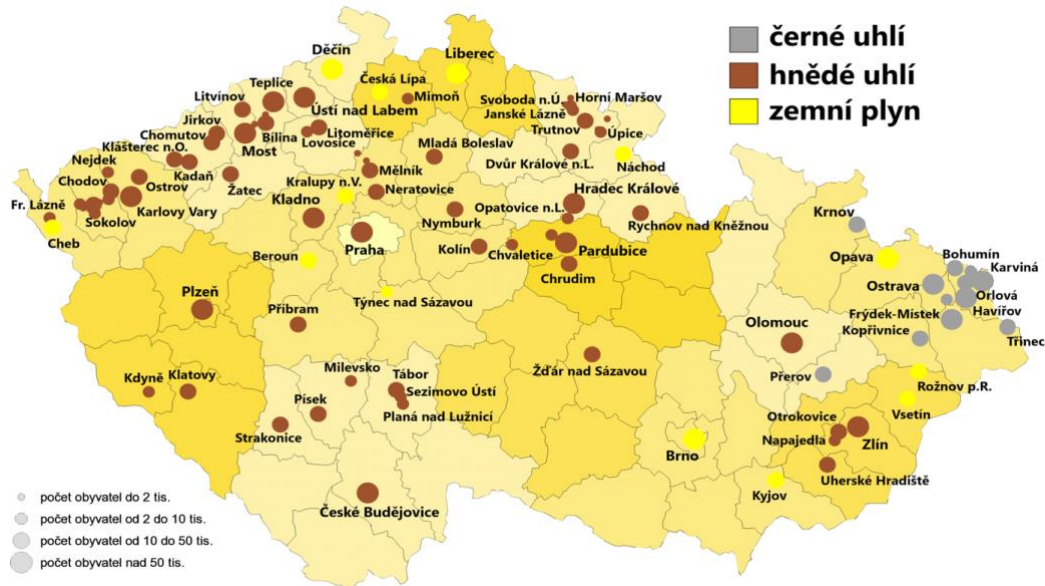 černé uhlí
hnědé uhlí
zemní plyn
Děčín
Liberec
Teplice
Česká Lípa
Litvínov
Mimoň
Ústí nad Labem
Svoboda n.Ú.
Horní Maršov
Janské Lázně
Jirkov
Chomutov
Bílina
Litoměřice
Trutnov
Úpice
Klášterec n.O.
Most
Lovosice
Mladá Boleslav
Nejdek
Dvůr Králové n.L.
Náchod
Chodov
Ostrov
Kadaň
Žatec
Mělník
Kralupy n.V.
Neratovice
Hradec Králové
Fr. Lázně
Karlovy Vary
Kladno
Opatovice n.L.
Krnov
Sokolov
Nymburk
Rychnov nad Kněžnou
Cheb
Praha
Kolín
Chvaletice
Pardubice
Beroun
Opava
Bohumín
Karviná
Chrudim
Ostrava
Plzeň
Týnec nad Sázavou
Orlová
Příbram
Havířov
Frýdek-Místek
Olomouc
Kopřivnice
Třinec
Milevsko
Tábor
Žďár nad Sázavou
Kdyně
Klatovy
Přerov
Sezimovo Ústí
Rožnov p.R.
Písek
Planá nad Lužnicí
Vsetín
Strakonice
Otrokovice
Napajedla
Zlín
Brno
Uherské Hradiště
Kyjov
České Budějovice
počet obyvatel do 2 tis.
počet obyvatel od 2 do 10 tis.
počet obyvatel od 10 do 50 tis.
počet obyvatel nad 50 tis.